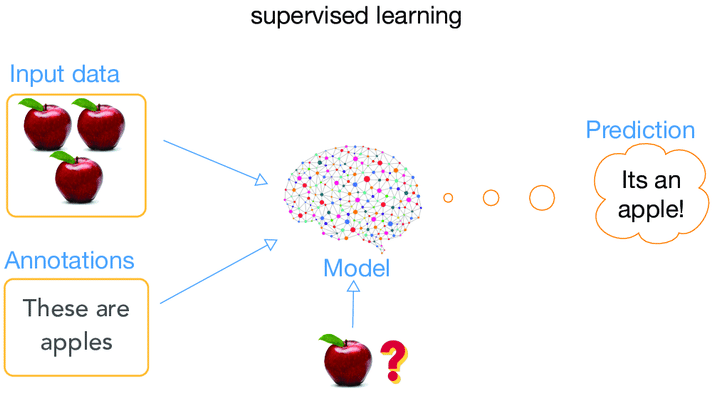 supervised learning
Input data
Annotations
These are
apples
Model
?
Prediction
Its an
apple!